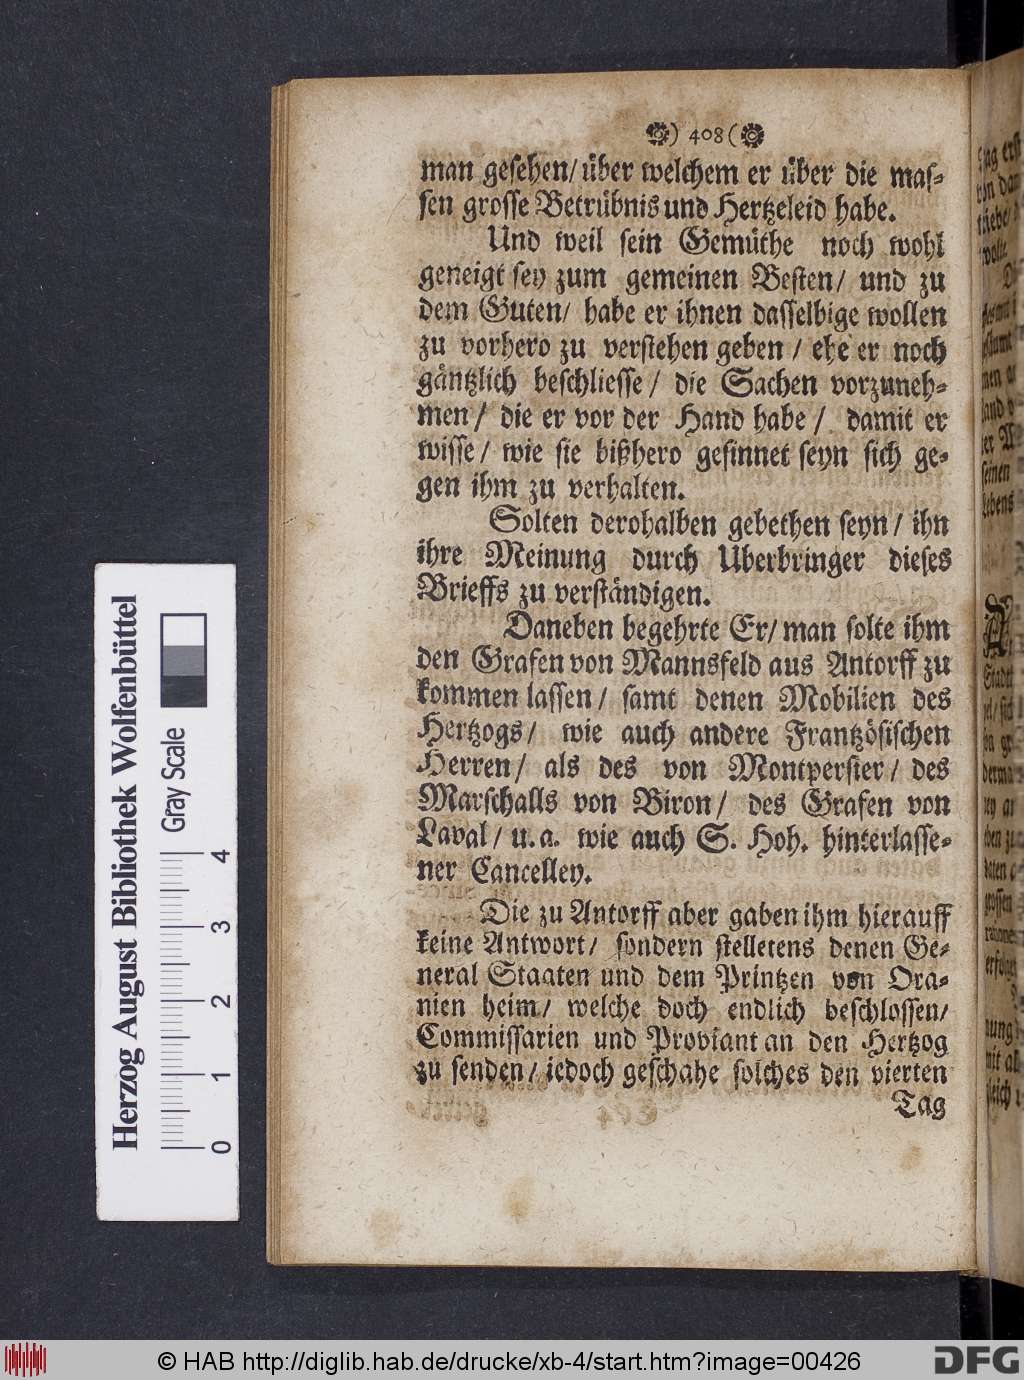 ) 408 (
man gesehen/ über welchem er über die mas-
sen grosse Betrübnis und Hertzeleid habe.
Und weil sein Gemüthe noch wohl
geneigt sey zum gemeinen Besten/ und zu
dem Guten/ habe er ihnen dasselbige wollen
zu vorhero zu verstehen geben/ ehe er noch
gäntzlich beschliesse/ die Sachen vorzuneh-
men/ die er vor der Hand habe/ damit er
wisse/ wie sie bißhero gesinnet seyn sich ge-
gen ihm zu verhalten.
Solten derohalben gebethen seyn/ ihn
ihre Meinung durch Uberbringer dieses
Brieffs zu verständigen.
Daneben begehrte Er/ man solte ihm
den Grafen von Mannsfeld aus Antorff zu
kommen lassen/ samt denen Mobilien des
Hertzogs/ wie auch andere Frantzösischen
Herren/ als des von Montpersier/ des
Marschalls von Biron/ des Grafen von
Laval/ u. a. wie auch S. Hoh. hinterlasse-
ner Cancelley.
Die zu Antorff aber gaben ihm hierauff
keine Antwort/ sondern stelletens denen Ge-
neral Staaten und dem Printzen von Ora-
nien heim/ welche doch endlich beschlossen/
Commissarien und Proviant an den Hertzog
zu senden/ jedoch geschahe solches den vierten
Tag
Herzog August Bibliothek Wolfenbüttel
Gray Scale
0 1 2 3 4
© HAB http://diglib.hab.de/drucke/xb-4/start.htm?image=00426
DFG